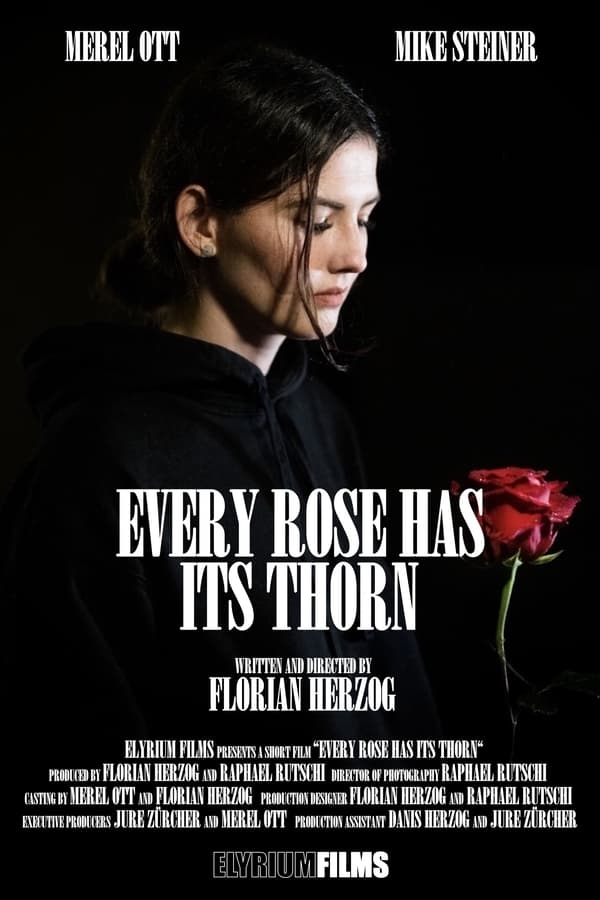 MEREL OTT
MIKE STEINER
EVERY ROSE HAS
ITS THORN
WRITTEN AND DIRECTED BY
FLORIAN HERZOG
ELYRIUM FILMS PRESENTS A SHORT FILM "EVERY ROSE HAS ITS THORN"
PRODUCED BY FLORIAN HERZOG AND RAPHAEL RUTSCHI DIRECTOR OF PHOTOGRAPHY RAPHAEL RUTSCHI
CASTING BY MEREL OTT AND FLORIAN HERZOG PRODUCTION DESIGNER FLORIAN HERZOG AND RAPHAEL RUTSCHI
EXECUTIVE PRODUCERS JURE ZÜRCHER AND MEREL OTT PRODUCTION ASSISTANT DANIS HERZOG AND JURE ZÜRCHER
ELYRIUMFILMS